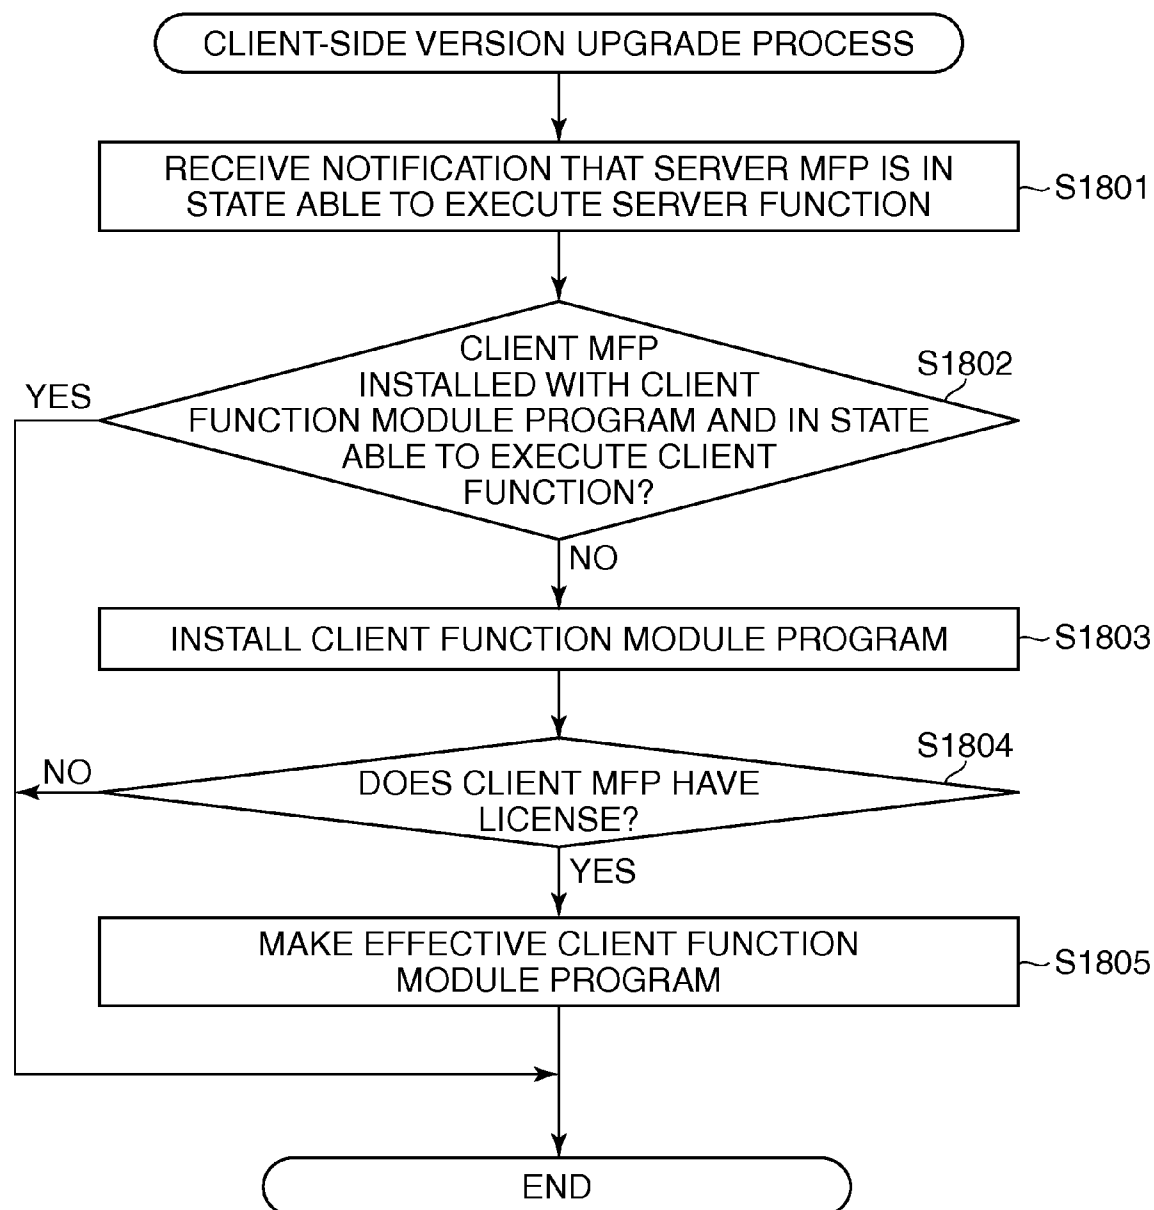 CLIENT-SIDE VERSION UPGRADE PROCESS
RECEIVE NOTIFICATION THAT SERVER MFP IS IN
STATE ABLE TO EXECUTE SERVER FUNCTION
S1801
CLIENT MFP
INSTALLED WITH CLIENT
FUNCTION MODULE PROGRAM AND IN STATE
ABLE TO EXECUTE CLIENT
FUNCTION?
S1802
YES
NO
INSTALL CLIENT FUNCTION MODULE PROGRAM
S1803
DOES CLIENT MFP HAVE
LICENSE?
S1804
NO
YES
MAKE EFFECTIVE CLIENT FUNCTION
MODULE PROGRAM
S1805
END